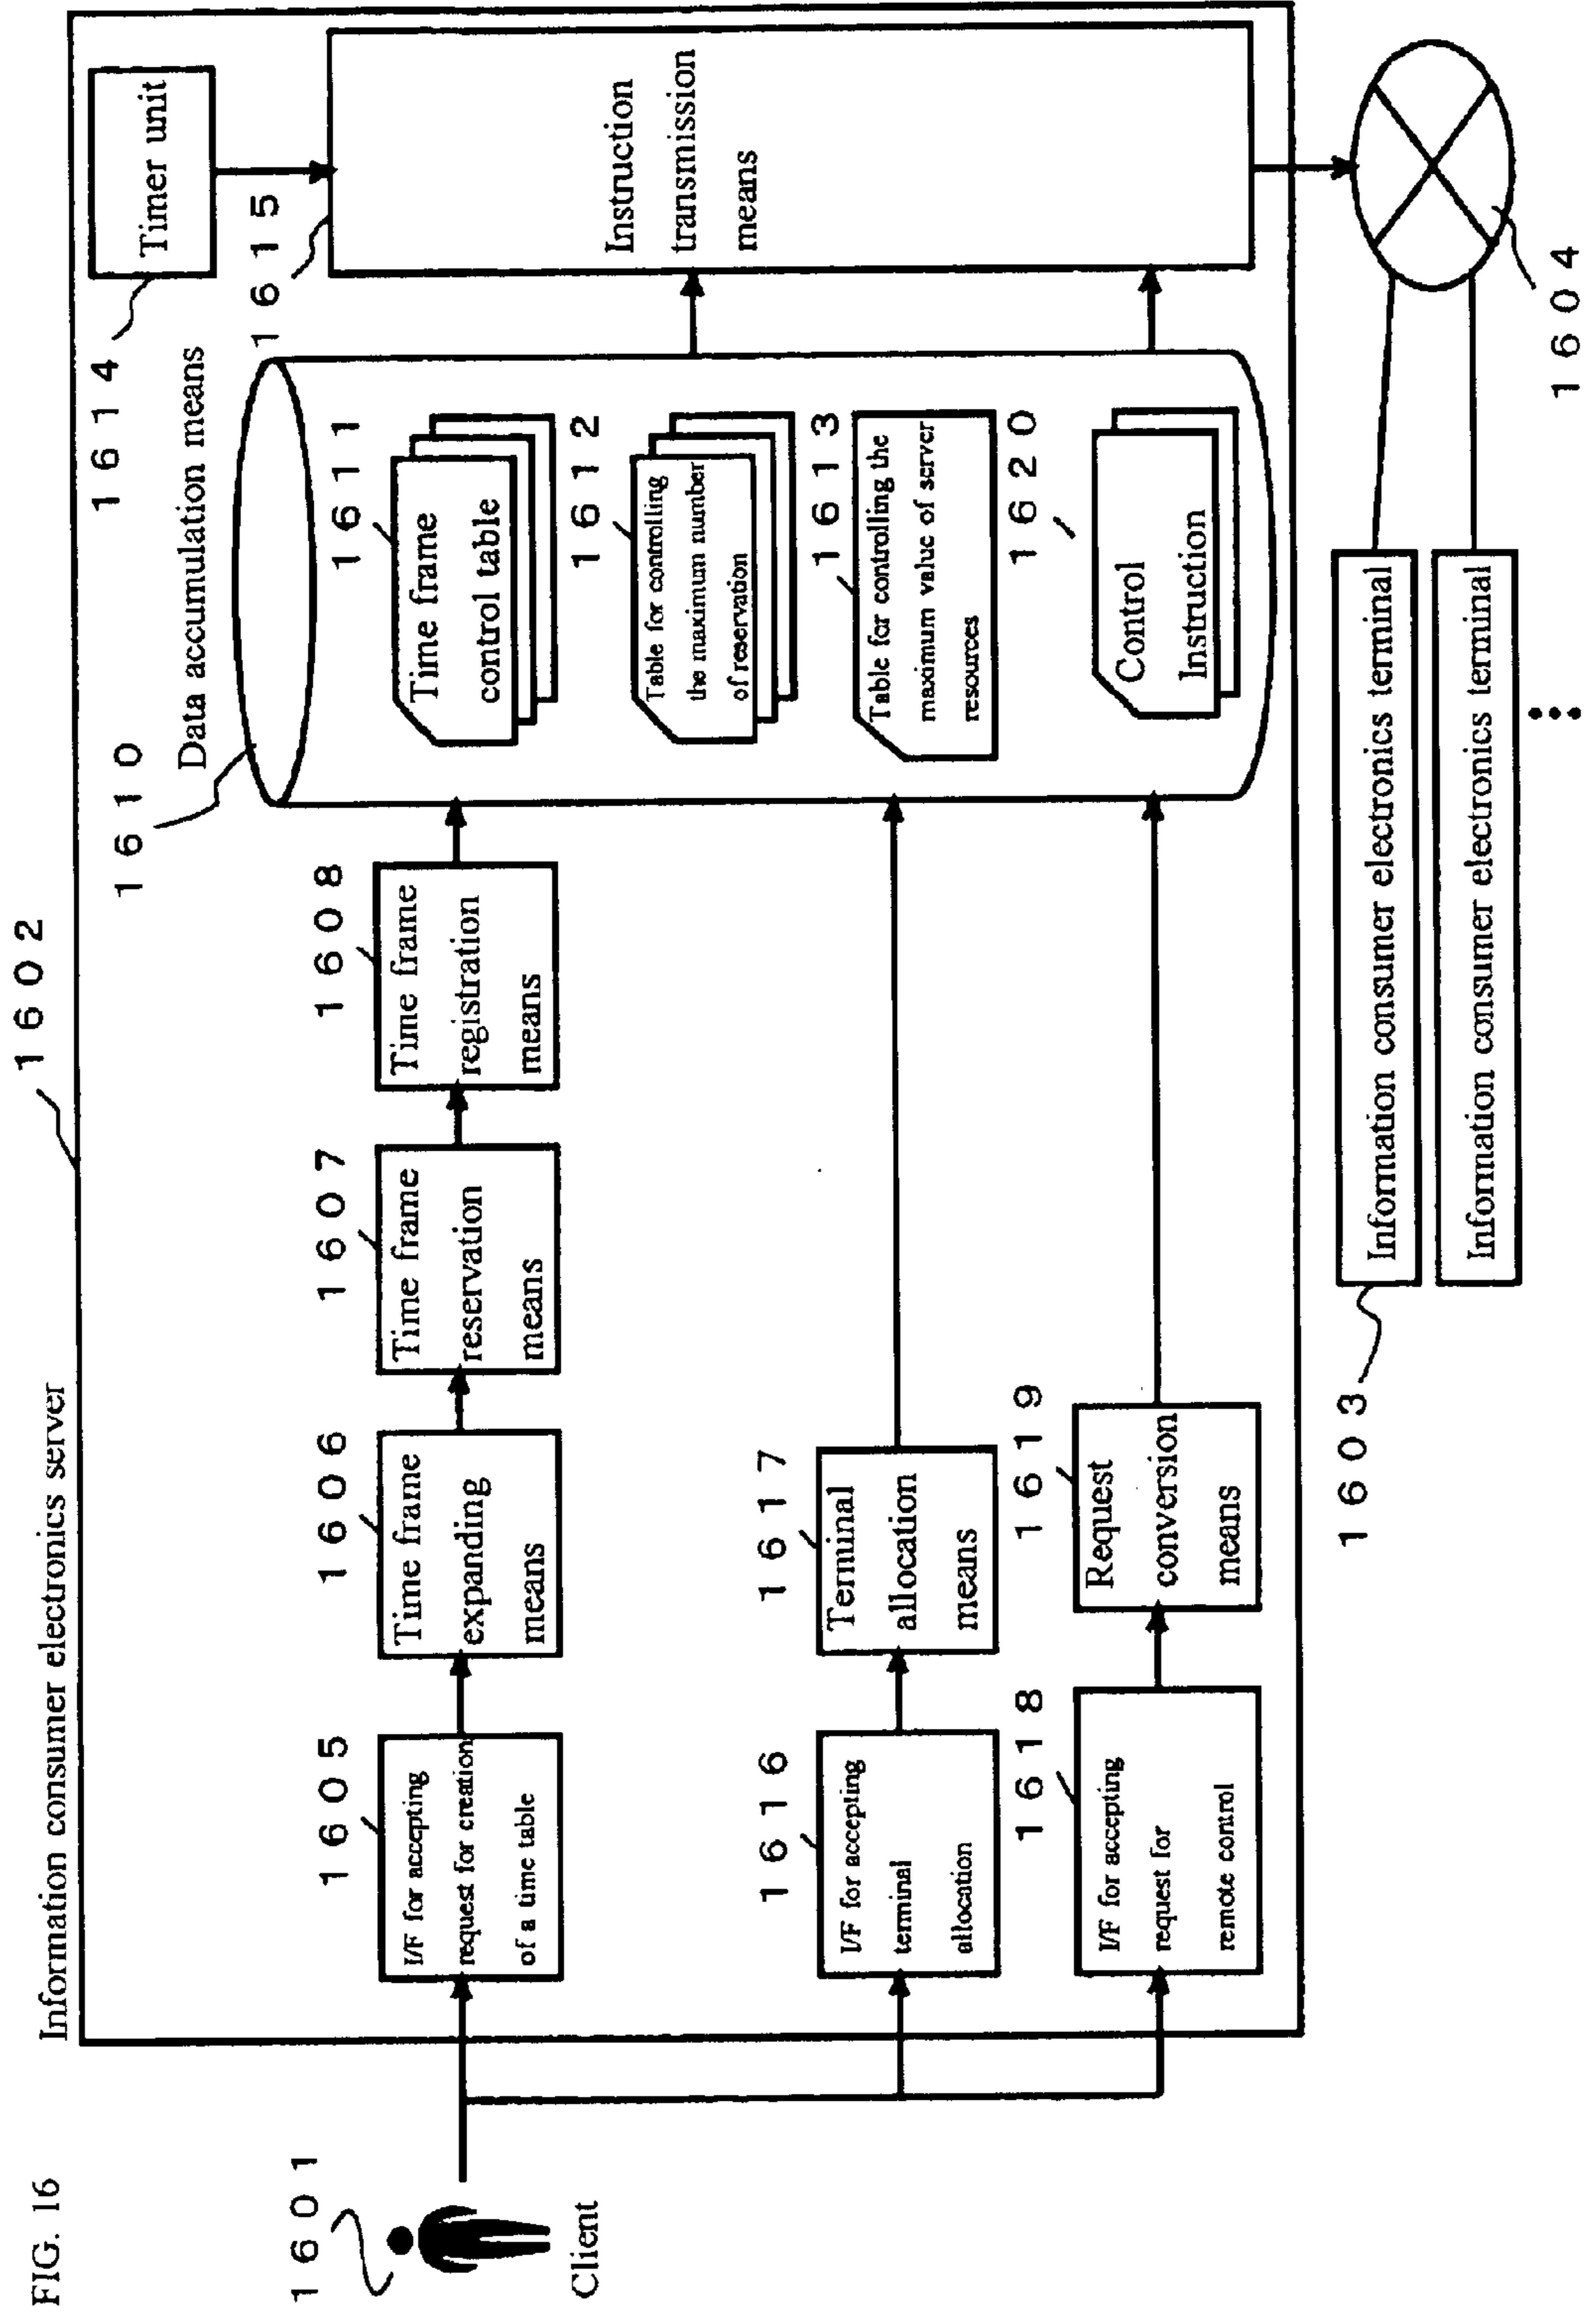 FIG. 16
Information consumer electronics server
1602
1601
Client
1605
I/F for accepting
request for creation
of a time table
1606
Time frame
expanding
means
1607
Time frame
reservation
means
1608
Time frame
registration
means
1610
Data accumulation means
1614
Timer unit
1615
Instruction
transmission
means
1611
Time frame
control table
1612
Table for controlling
the maximum number
of reservation
1613
Table for controlling the
maximum value of server
resources
1620
Control
Instruction
1616
I/F for accepting
terminal
allocation
1617
Terminal
allocation
means
1618
I/F for accepting
request for
remote control
1619
Request
conversion
means
1603
Information consumer electronics terminal
Information consumer electronics terminal
1604